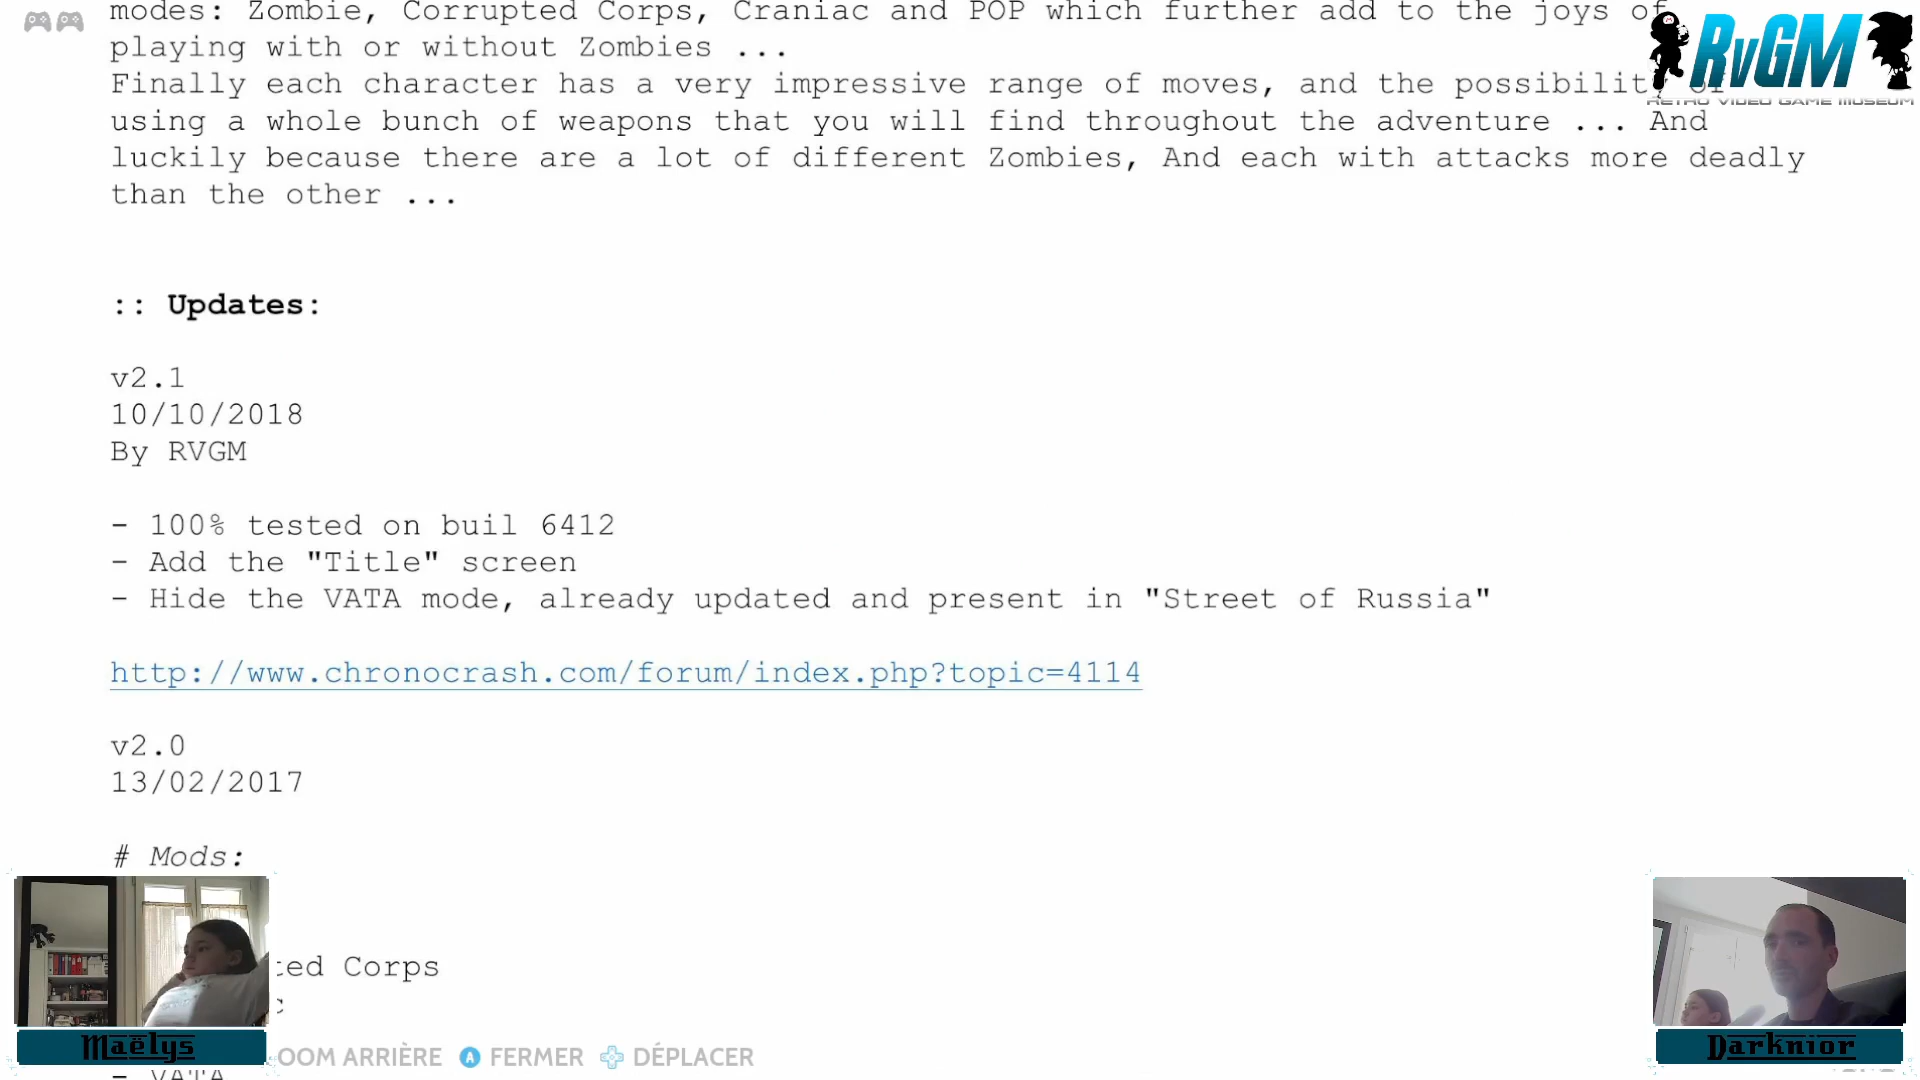 modes: Zombie, Corrupted Corps, Craniac and POP which further add to the joys of
playing with or without Zombies ...
Finally each character has a very impressive range of moves, and the possibility of
using a whole bunch of weapons that you will find throughout the adventure ... And
luckily because there are a lot of different Zombies, And each with attacks more deadly
than the other ...
RVGM
RETRO VIDEO GAME MUSEUM
:: Updates:
v2.1
10/10/2018
By RVGM
- 100% tested on buil 6412
- Add the "Title" screen
- Hide the VATA mode, already updated and present in "Street of Russia"
http://www.chronocrash.com/forum/index.php?topic=4114
v2.0
13/02/2017
# Mods:
ted Corps
c
- VATA
Maëlys
OOM ARRIÈRE A FERMER DÉPLACER
Darknior